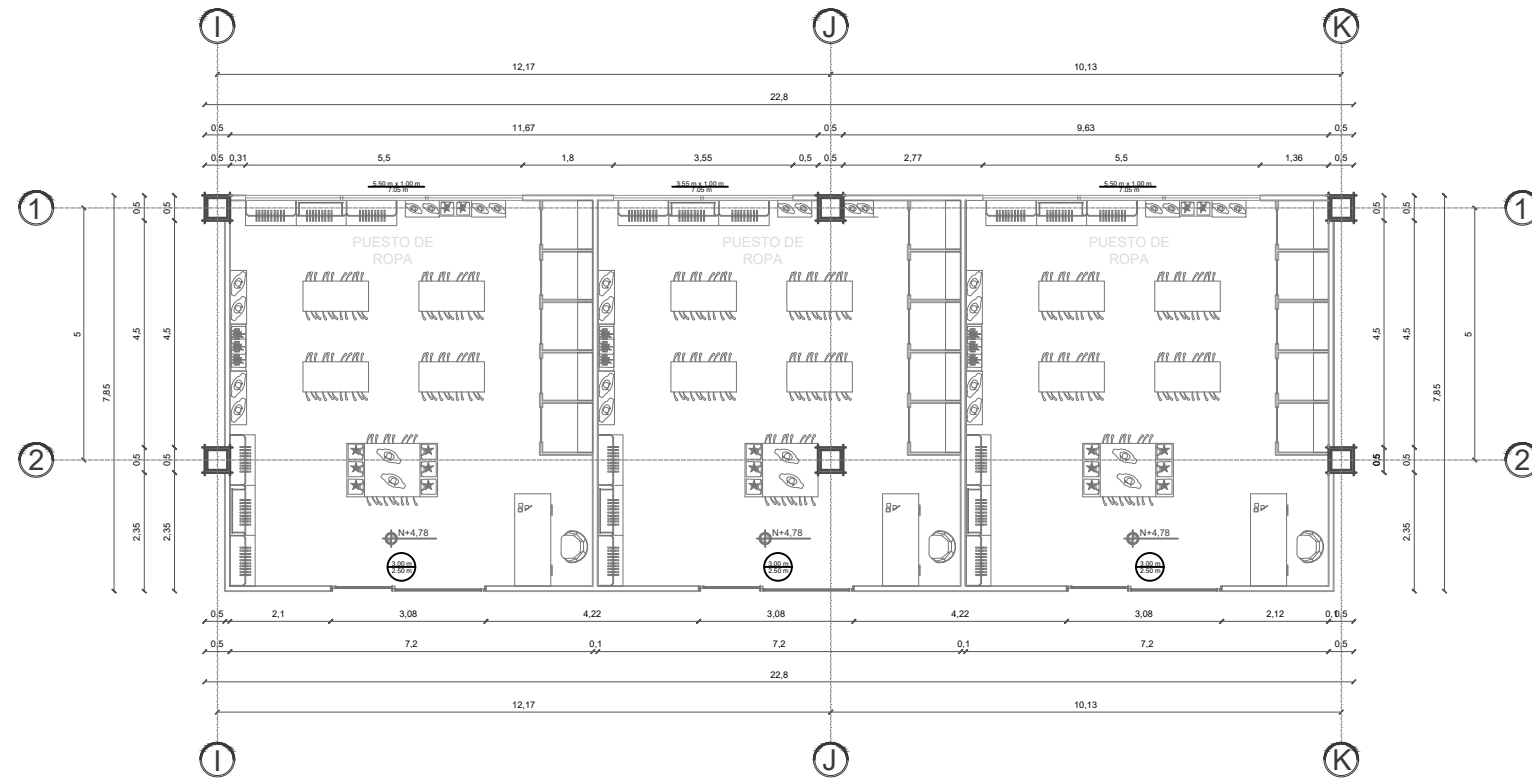 I J K
12,17 10,13
22,8
0,5 11,67 0,5 9,63 0,5
0,5 0,31 5,5 1,8 3,55 0,5 0,5 2,77 5,5 1,36 0,5
5.50 m x 1.00 m 3.55 m x 1.00 m 5.50 m x 1.00 m
7.05 m 7.05 m 7.05 m
1 0,5 0,5 0,5 0,5 1
PUESTO DE PUESTO DE PUESTO DE
ROPA ROPA ROPA
5 4,5 4,5 4,5 4,5 5
7,85 7,85
2 0,5 0,5 0,5 0,5 2
2,35 2,35 2,35
N+4,78 N+4,78 N+4,78
3.00 m 3.00 m 3.00 m
2.50 m 2.50 m 2.50 m
0,5 2,1 3,08 4,22 3,08 4,22 3,08 2,12 0,1 0,5
0,5 7,2 0,1 7,2 0,1 7,2 0,5
22,8
12,17 10,13
I J K